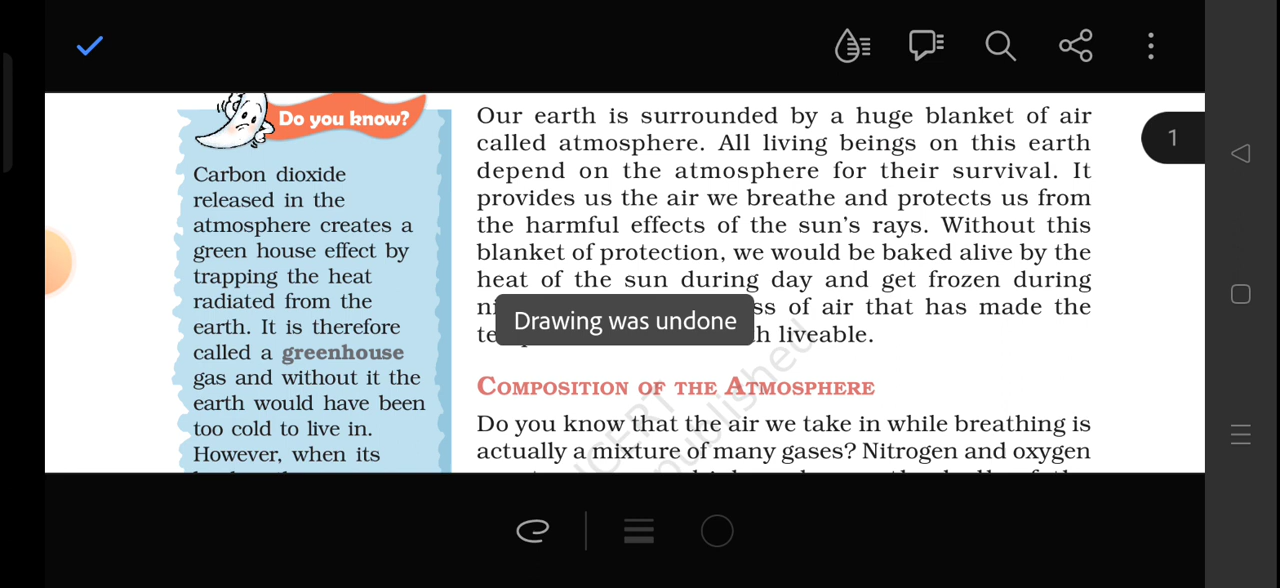 Do you know?
Carbon dioxide
released in the
atmosphere creates a
green house effect by
trapping the heat
radiated from the
earth. It is therefore
called a greenhouse
gas and without it the
earth would have been
too cold to live in.
However, when its
Our earth is surrounded by a huge blanket of air
called atmosphere. All living beings on this earth
depend on the atmosphere for their survival. It
provides us the air we breathe and protects us from
the harmful effects of the sun's rays. Without this
blanket of protection, we would be baked alive by the
heat of the sun during day and get frozen during
of air that has made the
liveable.
Drawing was undone
COMPOSITION OF THE ATMOSPHERE
Do you know that the air we take in while breathing is
actually a mixture of many gases? Nitrogen and oxygen
1